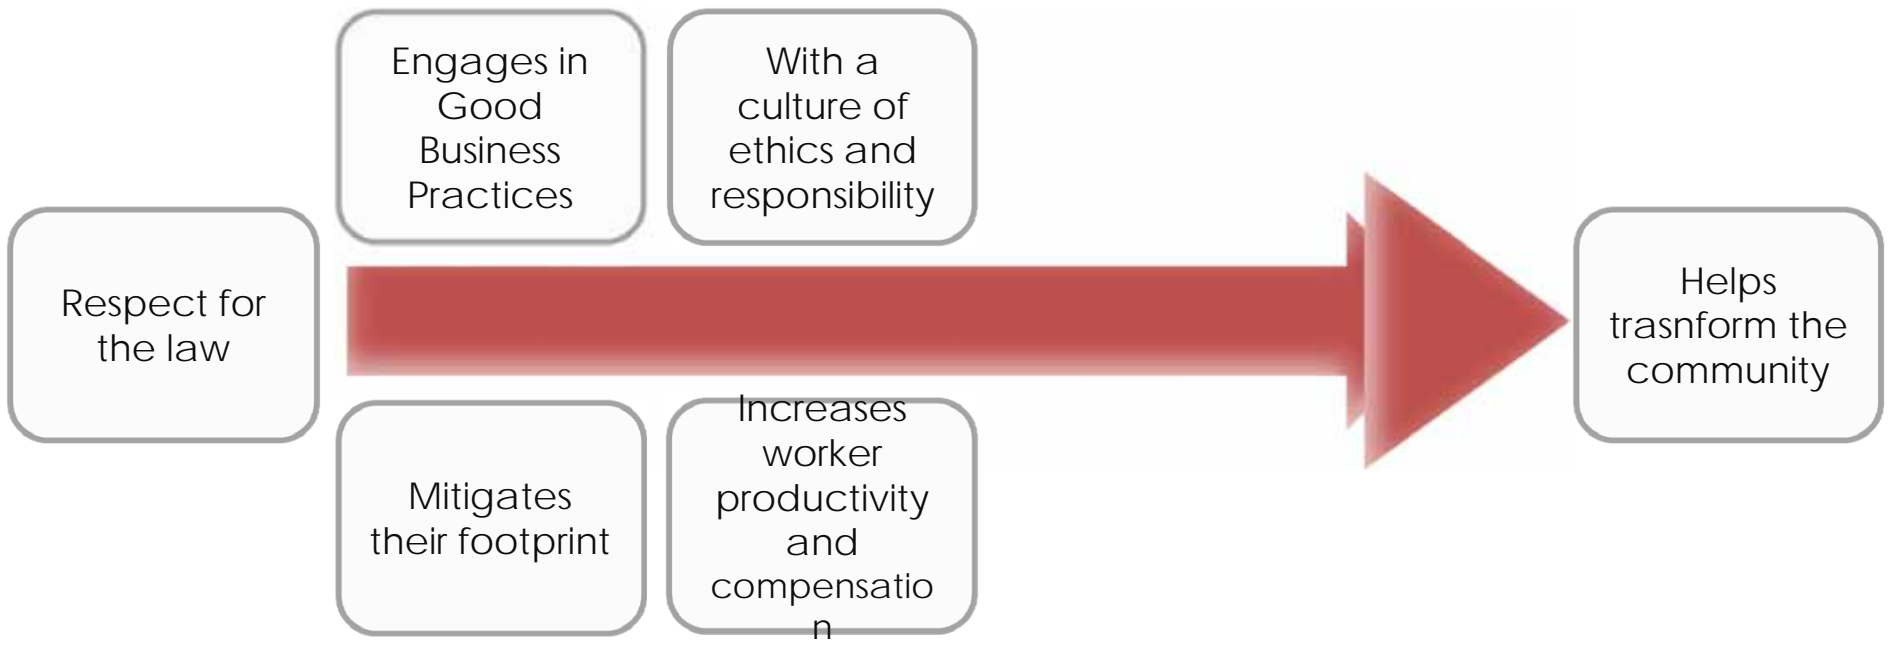 Respect for
the law
Engages in
Good
Business
Practices
With a
culture of
ethics and
responsibility
Mitigates
their footprint
Increases
worker
productivity
and
compensatio
n
Helps
trasnform the
community